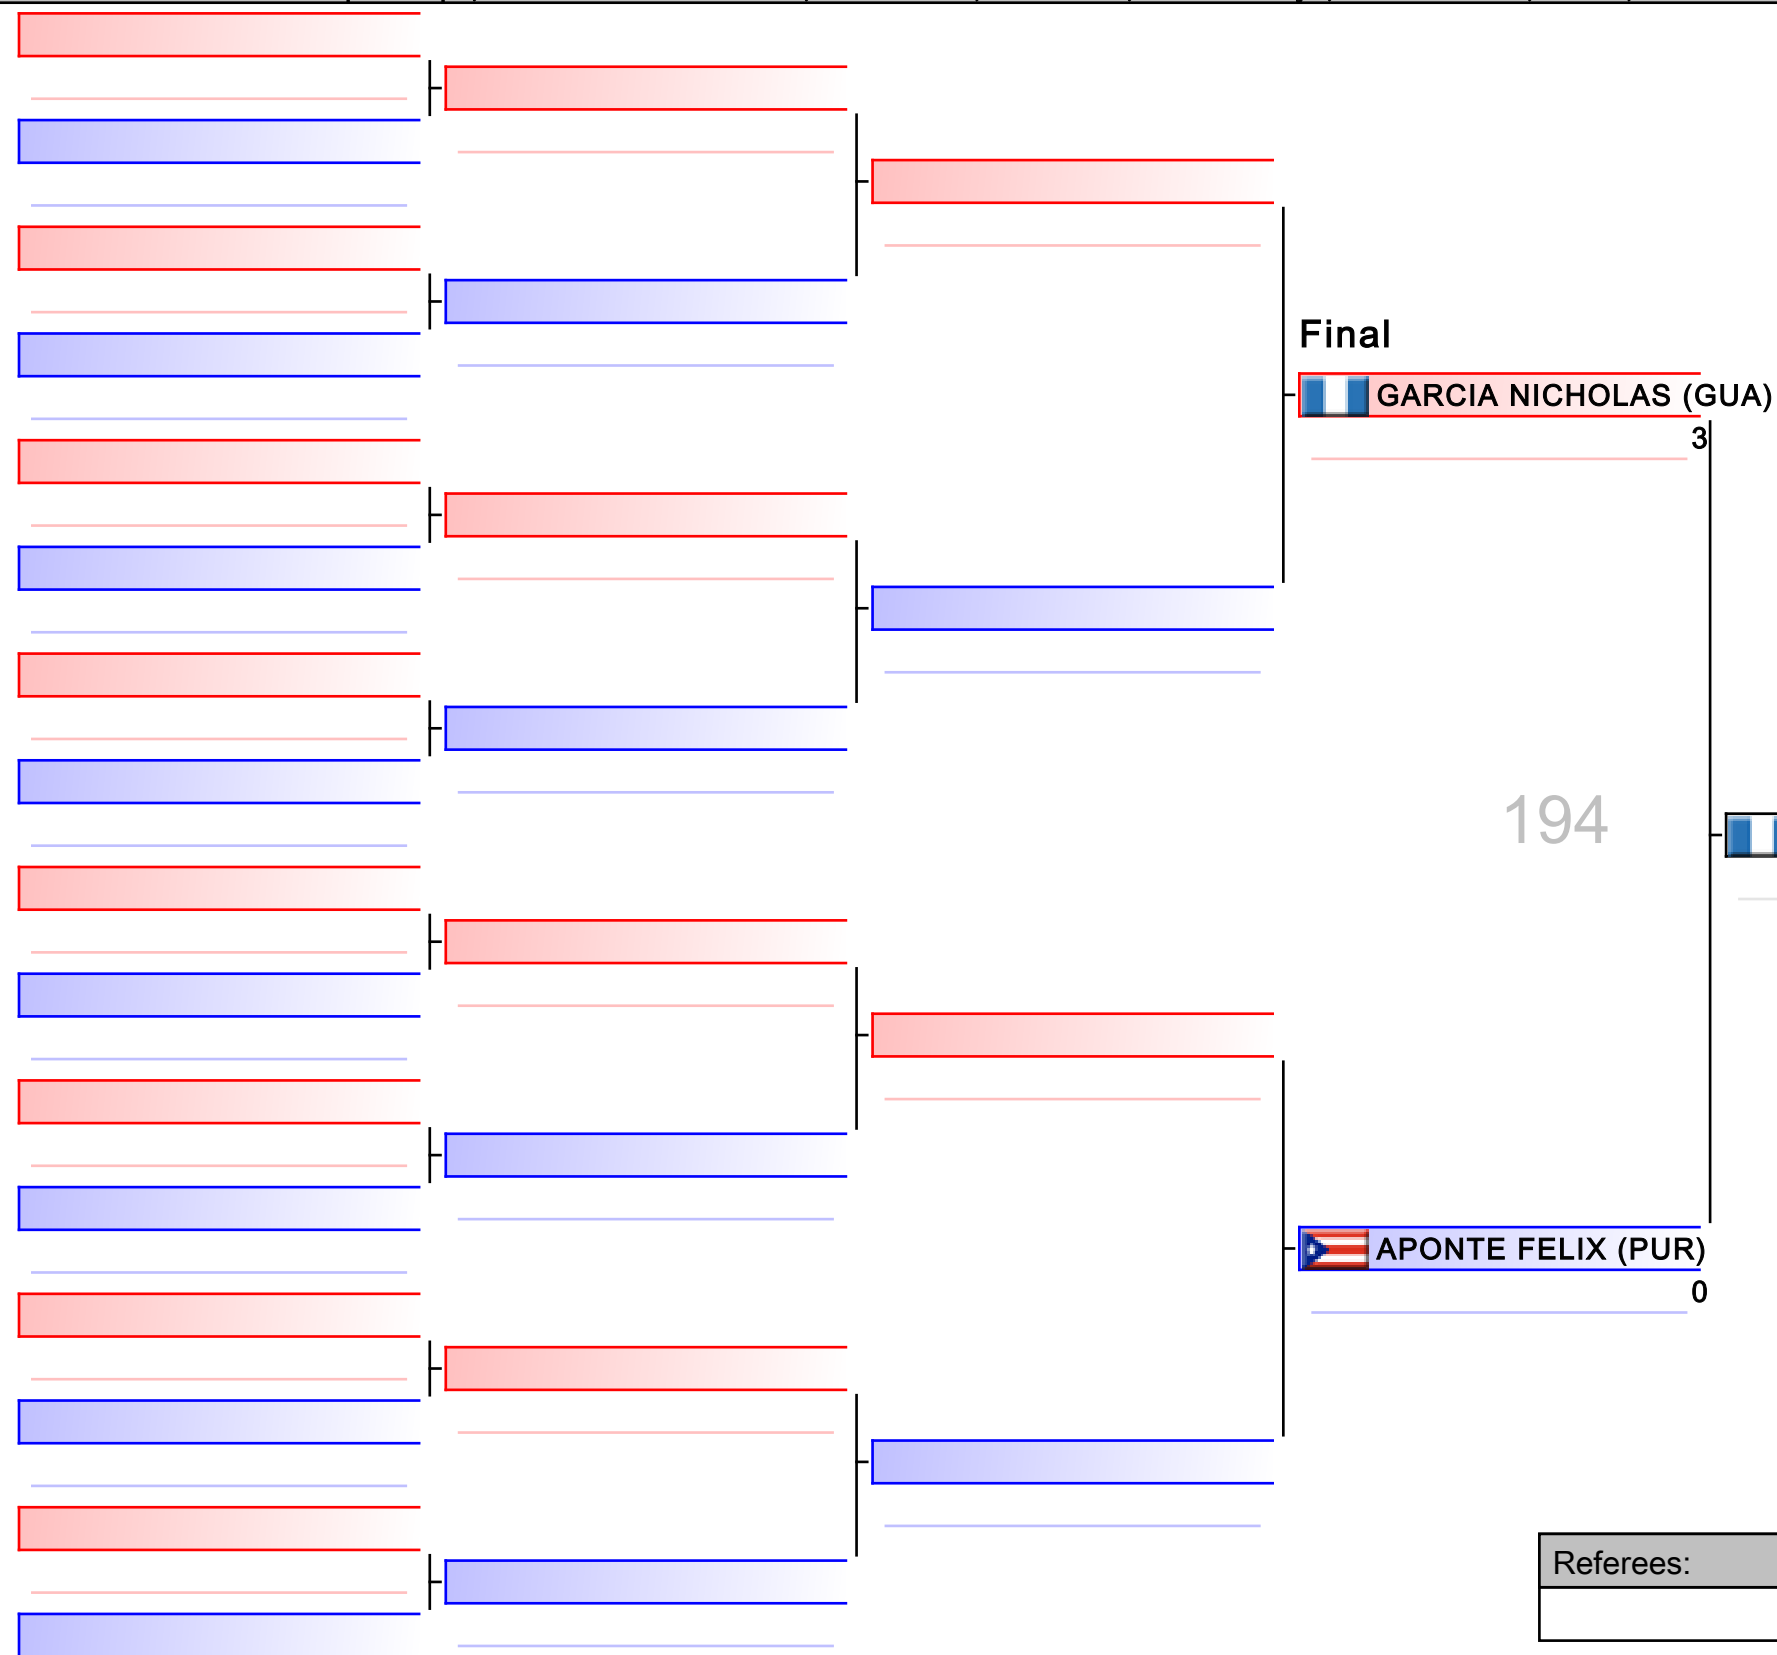 Final
GARCIA NICHOLAS (GUA)
3
194
APONTE FELIX (PUR)
0
Referees: